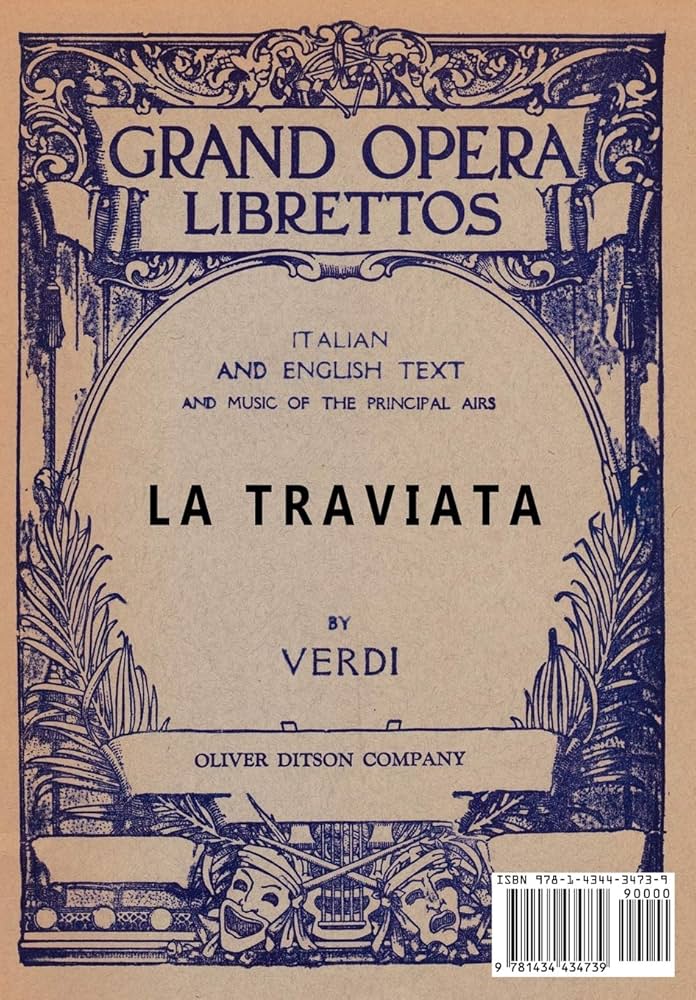 GRAND OPERA
LIBRETTOS
ITALIAN
AND ENGLISH TEXT
AND MUSIC OF THE PRINCIPAL AIRS
LA TRAVIATA
BY
VERDI
OLIVER DITSON COMPANY
ISBN 978-1-4344-3473-9
90000
9 781434 434739